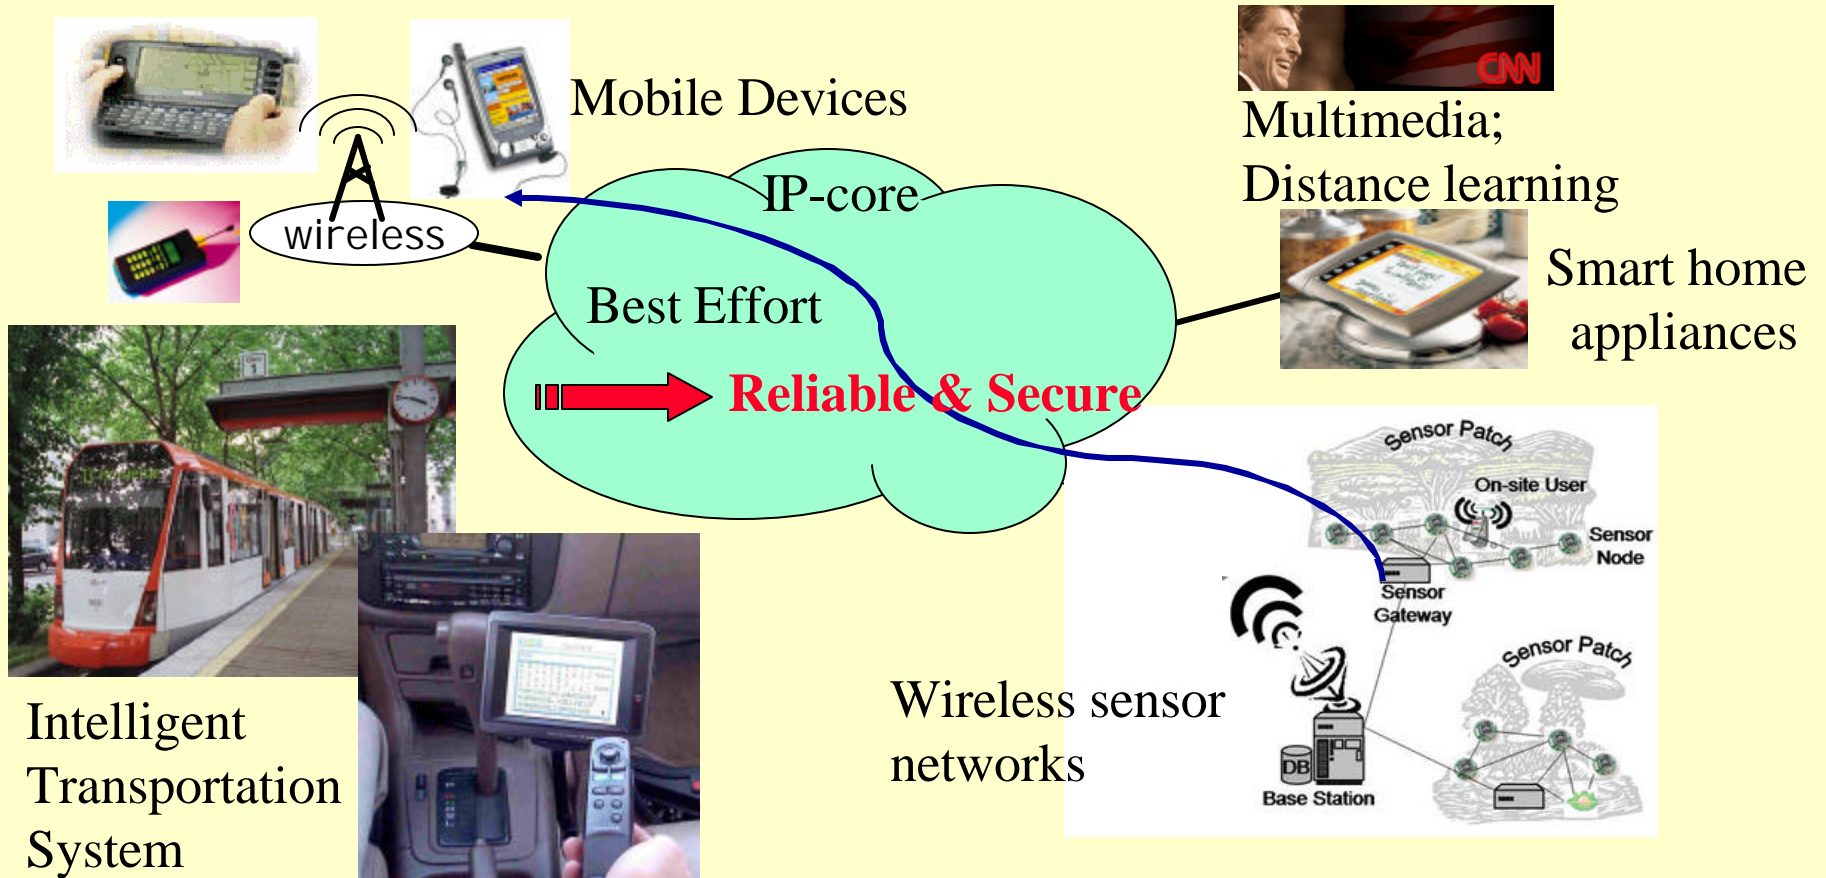 Mobile Devices
CNN
Multimedia;
Distance learning
IP-core
wireless
Smart home
appliances
Best Effort
Reliable & Secure
1
Sensor Patch
On-site User
Sensor
Node
Sensor
Gateway
Sensor Patch
Wireless sensor
networks
DB
Base Station
Intelligent
Transportation
System